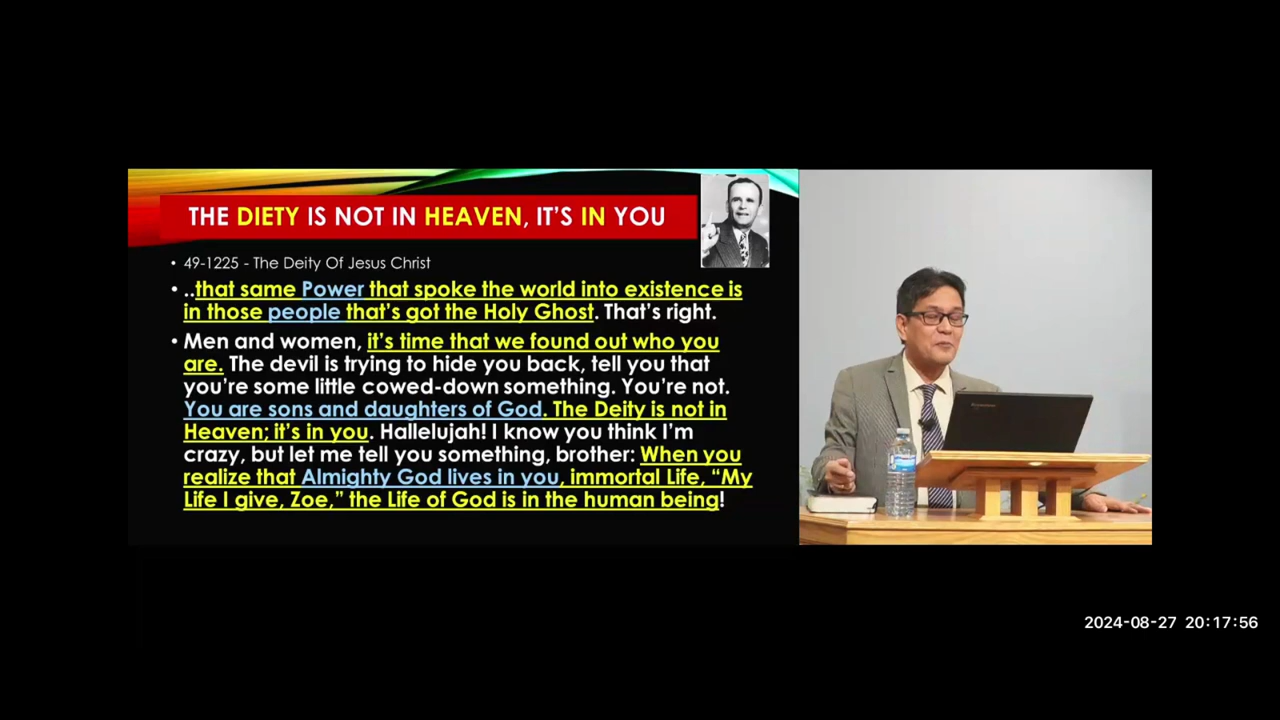 THE DIETY IS NOT IN HEAVEN, IT'S IN YOU
• 49-1225 - The Deity Of Jesus Christ
• ..that same Power that spoke the world into existence is
in those people that's got the Holy Ghost. That's right.
• Men and women, it's time that we found out who you
are. The devil is trying to hide you back, tell you that
you're some little cowed-down something. You're not.
You are sons and daughters of God. The Deity is not in
Heaven; it's in you. Hallelujah! I know you think I'm
crazy, but let me tell you something, brother: When you
realize that Almighty God lives in you, immortal Life, “My
Life I give, Zoe,” the Life of God is in the human being!
2024-08-27 20:17:56